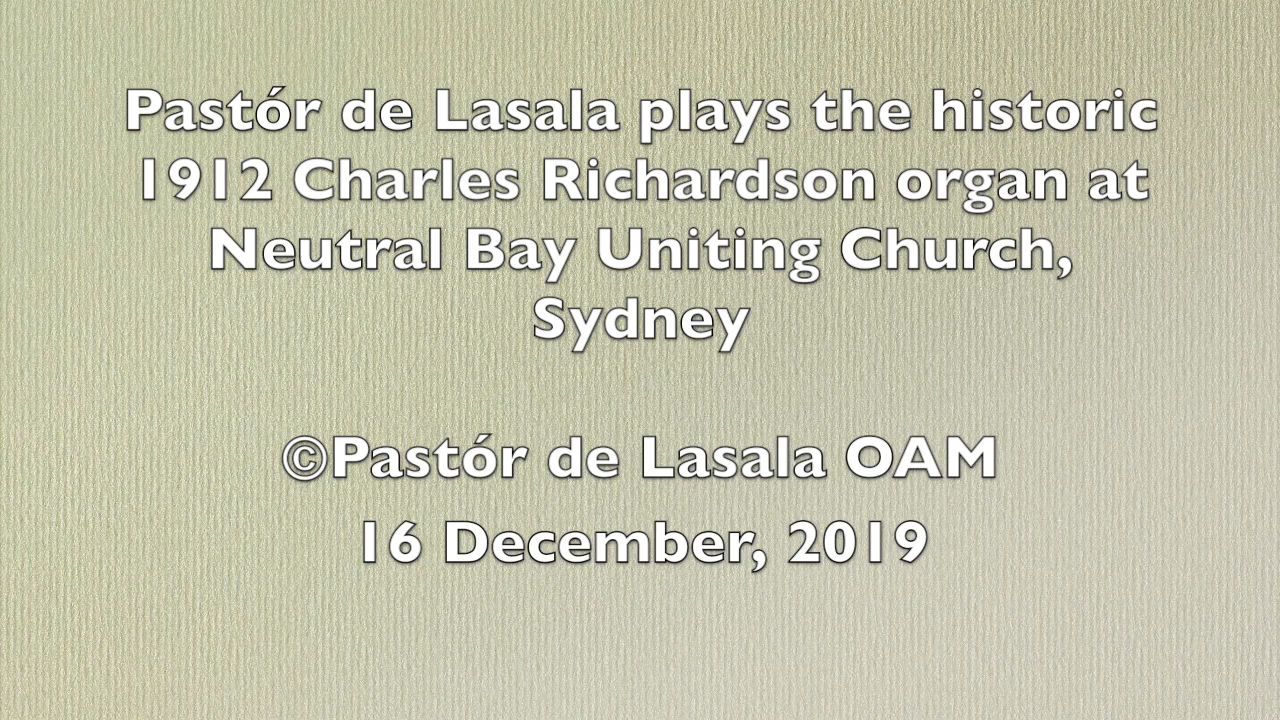 Pastór de Lasala plays the historic
1912 Charles Richardson organ at
Neutral Bay Uniting Church,
Sydney
©Pastór de Lasala OAM
16 December, 2019